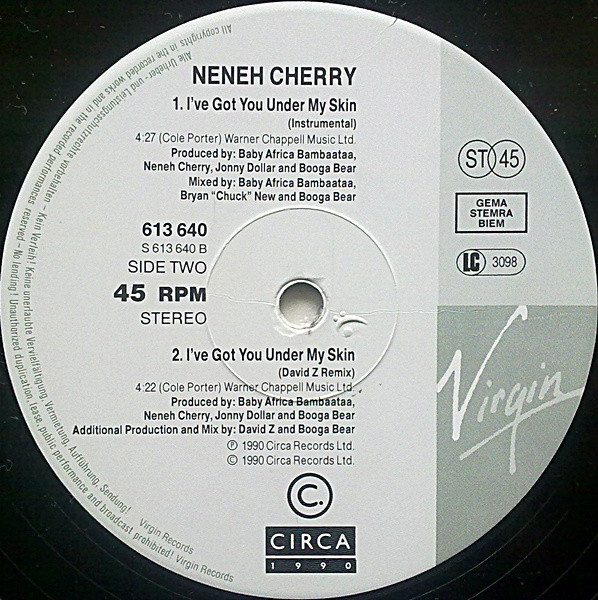 NENEH CHERRY
1. I've Got You Under My Skin
(Instrumental)
4:27 (Cole Porter) Warner Chappell Music Ltd.
Produced by: Baby Africa Bambaataa,
Neneh Cherry, Jonny Dollar and Booga Bear
Mixed by: Baby Africa Bambaataa,
Bryan "Chuck" New and Booga Bear
613 640
S 613 640 B
SIDE TWO
45 RPM
STEREO
ST 45
GEMA
STEMRA
BIEM
LC 3098
2. I've Got You Under My Skin
(David Z Remix)
4:22 (Cole Porter) Warner Chappell Music Ltd.
Produced by: Baby Africa Bambaataa,
Neneh Cherry, Jonny Dollar and Booga Bear
Additional Production and Mix by: David Z and Booga Bear
℗ 1990 Circa Records Ltd.
© 1990 Circa Records Ltd.
Virgin
C.
CIRCA
1990
Alle Urheber- und Leistungsschutzrechte vorbehalten – Kein Verleih! Keine unerlaubte Vervielfältigung, Vermietung, Aufführung, Sendung! Virgin Records
All copyrights in the recorded works and in the recorded performances reserved – No lending! Unauthorized duplication, lease, public performance and broadcast prohibited! Virgin Records